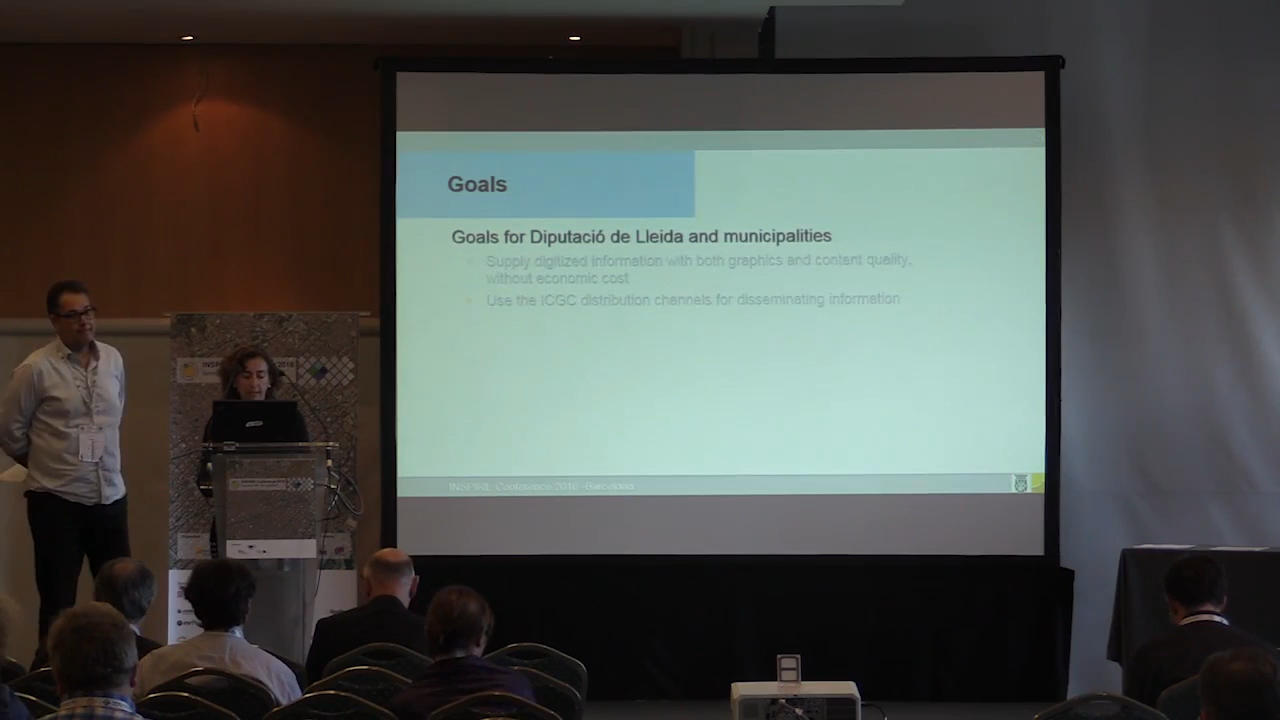 Goals
Goals for Diputació de Lleida and municipalities
Supply digitized information with both graphics and content quality,
without economic cost
Use the ICGC distribution channels for disseminating information
INSPIRE Conference 2016 -Barcelona